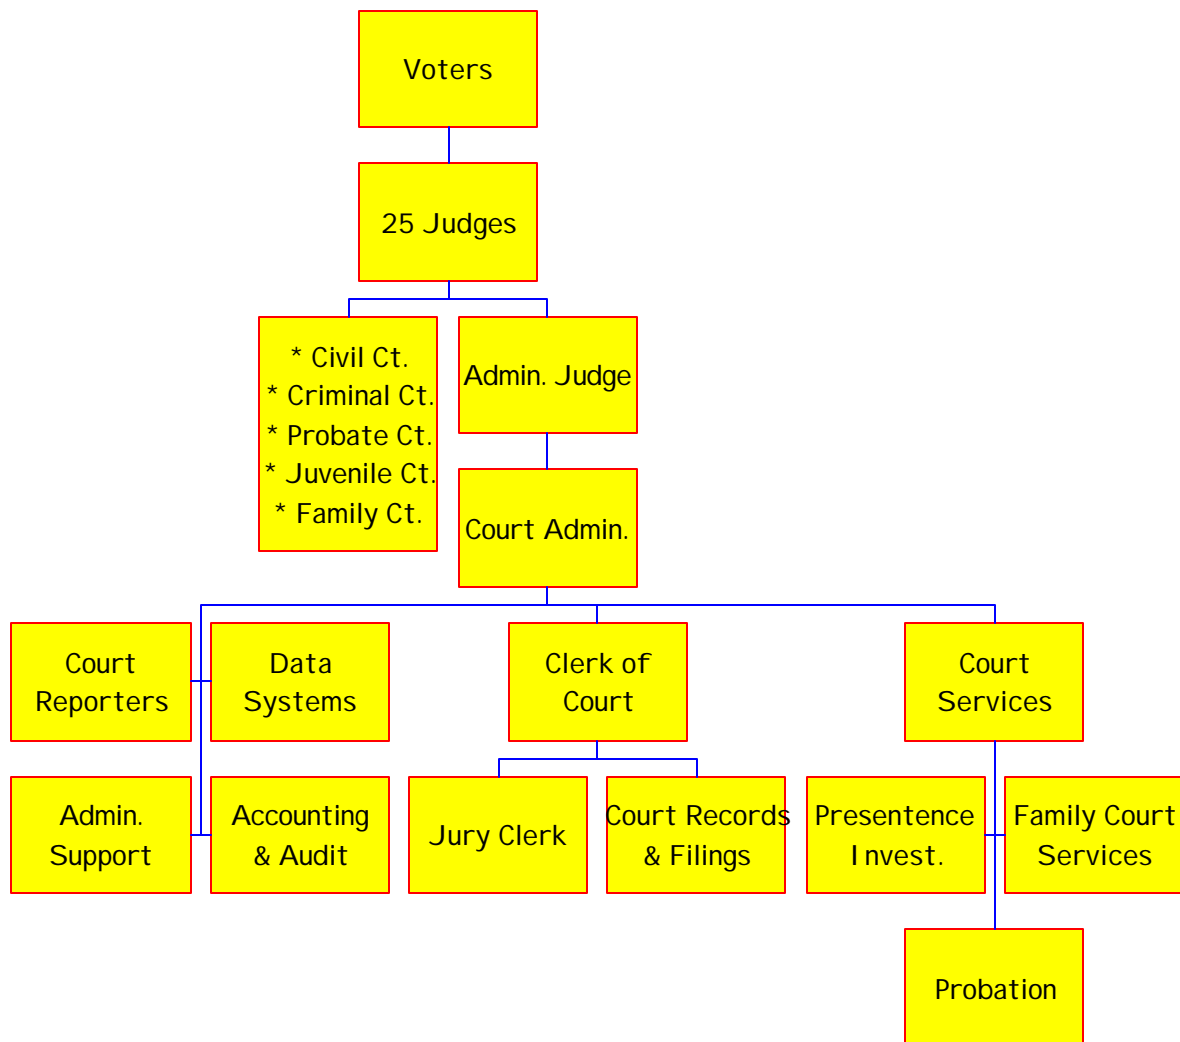 Voters
25 Judges
* Civil Ct.
* Criminal Ct.
* Probate Ct.
* Juvenile Ct.
* Family Ct.
Admin. Judge
Court Admin.
Court
Reporters
Data
Systems
Clerk of
Court
Court
Services
Admin.
Support
Accounting
& Audit
Jury Clerk
Court Records
& Filings
Presentence
Invest.
Family Court
Services
Probation